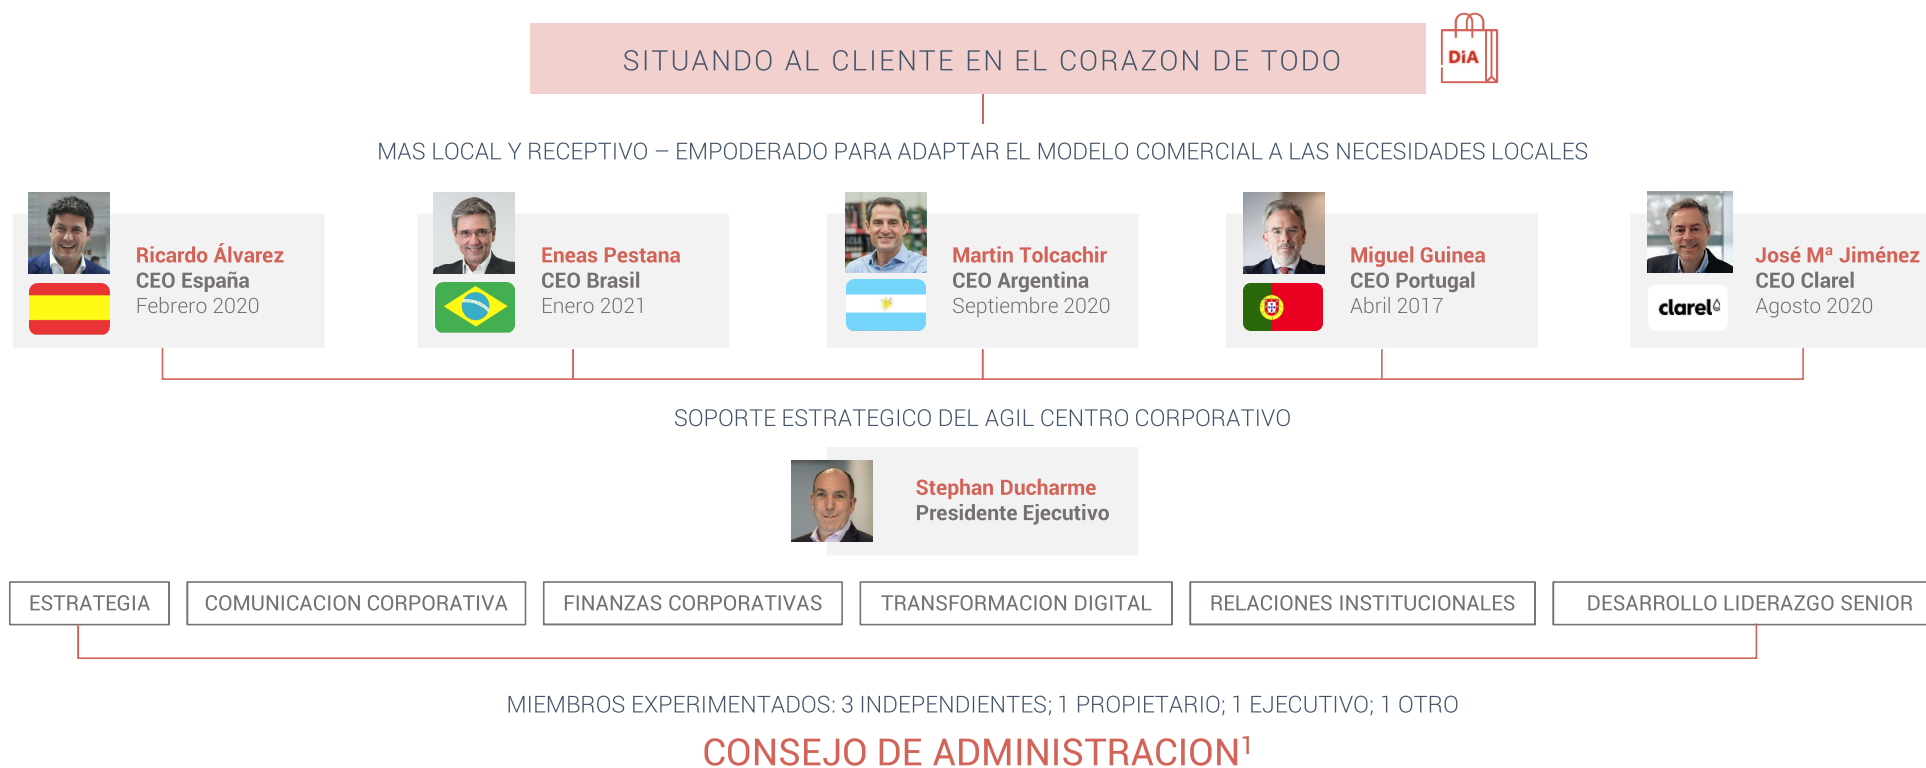 SITUANDO AL CLIENTE EN EL CORAZON DE TODO
DiA
MAS LOCAL Y RECEPTIVO – EMPODERADO PARA ADAPTAR EL MODELO COMERCIAL A LAS NECESIDADES LOCALES
Ricardo Álvarez
CEO España
Febrero 2020
Eneas Pestana
CEO Brasil
Enero 2021
Martin Tolcachir
CEO Argentina
Septiembre 2020
Miguel Guinea
CEO Portugal
Abril 2017
clarel
José Mª Jiménez
CEO Clarel
Agosto 2020
SOPORTE ESTRATEGICO DEL AGIL CENTRO CORPORATIVO
Stephan Ducharme
Presidente Ejecutivo
ESTRATEGIA
COMUNICACION CORPORATIVA
FINANZAS CORPORATIVAS
TRANSFORMACION DIGITAL
RELACIONES INSTITUCIONALES
DESARROLLO LIDERAZGO SENIOR
MIEMBROS EXPERIMENTADOS: 3 INDEPENDIENTES; 1 PROPIETARIO; 1 EJECUTIVO; 1 OTRO
CONSEJO DE ADMINISTRACION¹